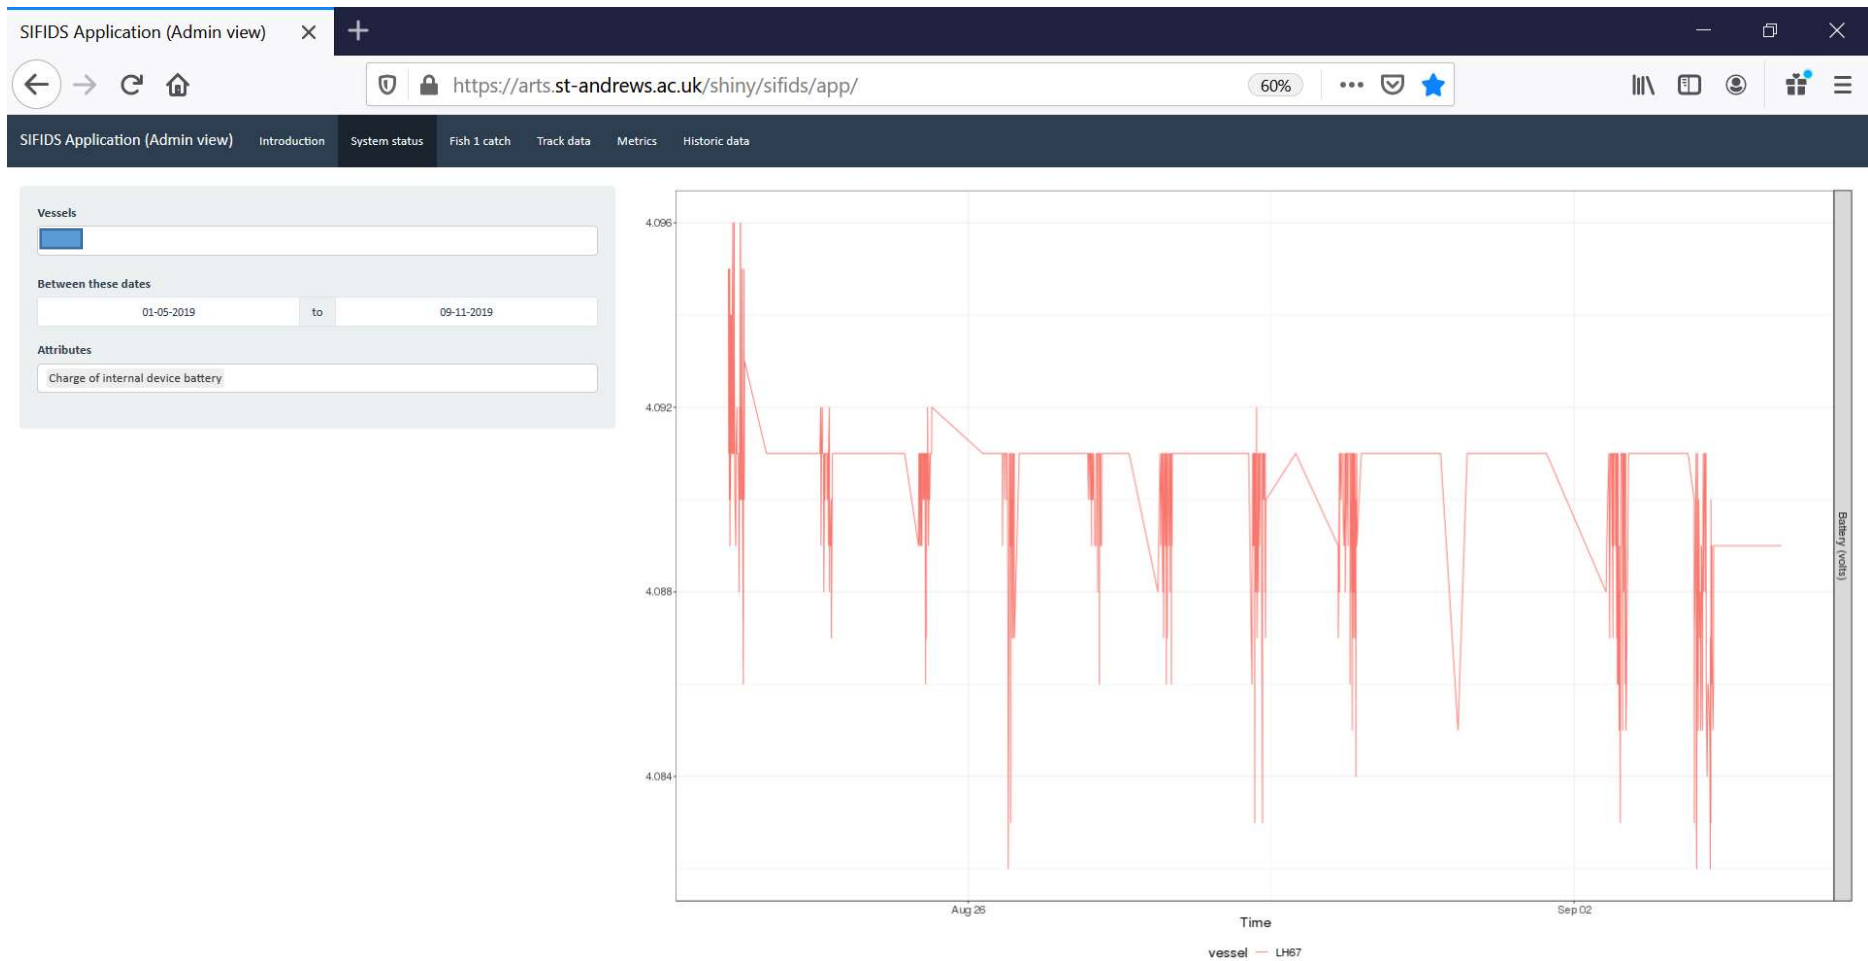 SIFIDS Application (Admin view)
https://arts.st-andrews.ac.uk/shiny/sifids/app/
60%
SIFIDS Application (Admin view) Introduction System status Fish 1 catch Track data Metrics Historic data
Vessels
Between these dates
01-05-2019 to 09-11-2019
Attributes
Charge of internal device battery
4.096
4.092
4.088
4.084
Battery (volts)
Aug 26 Sep 02
Time
vessel LH67